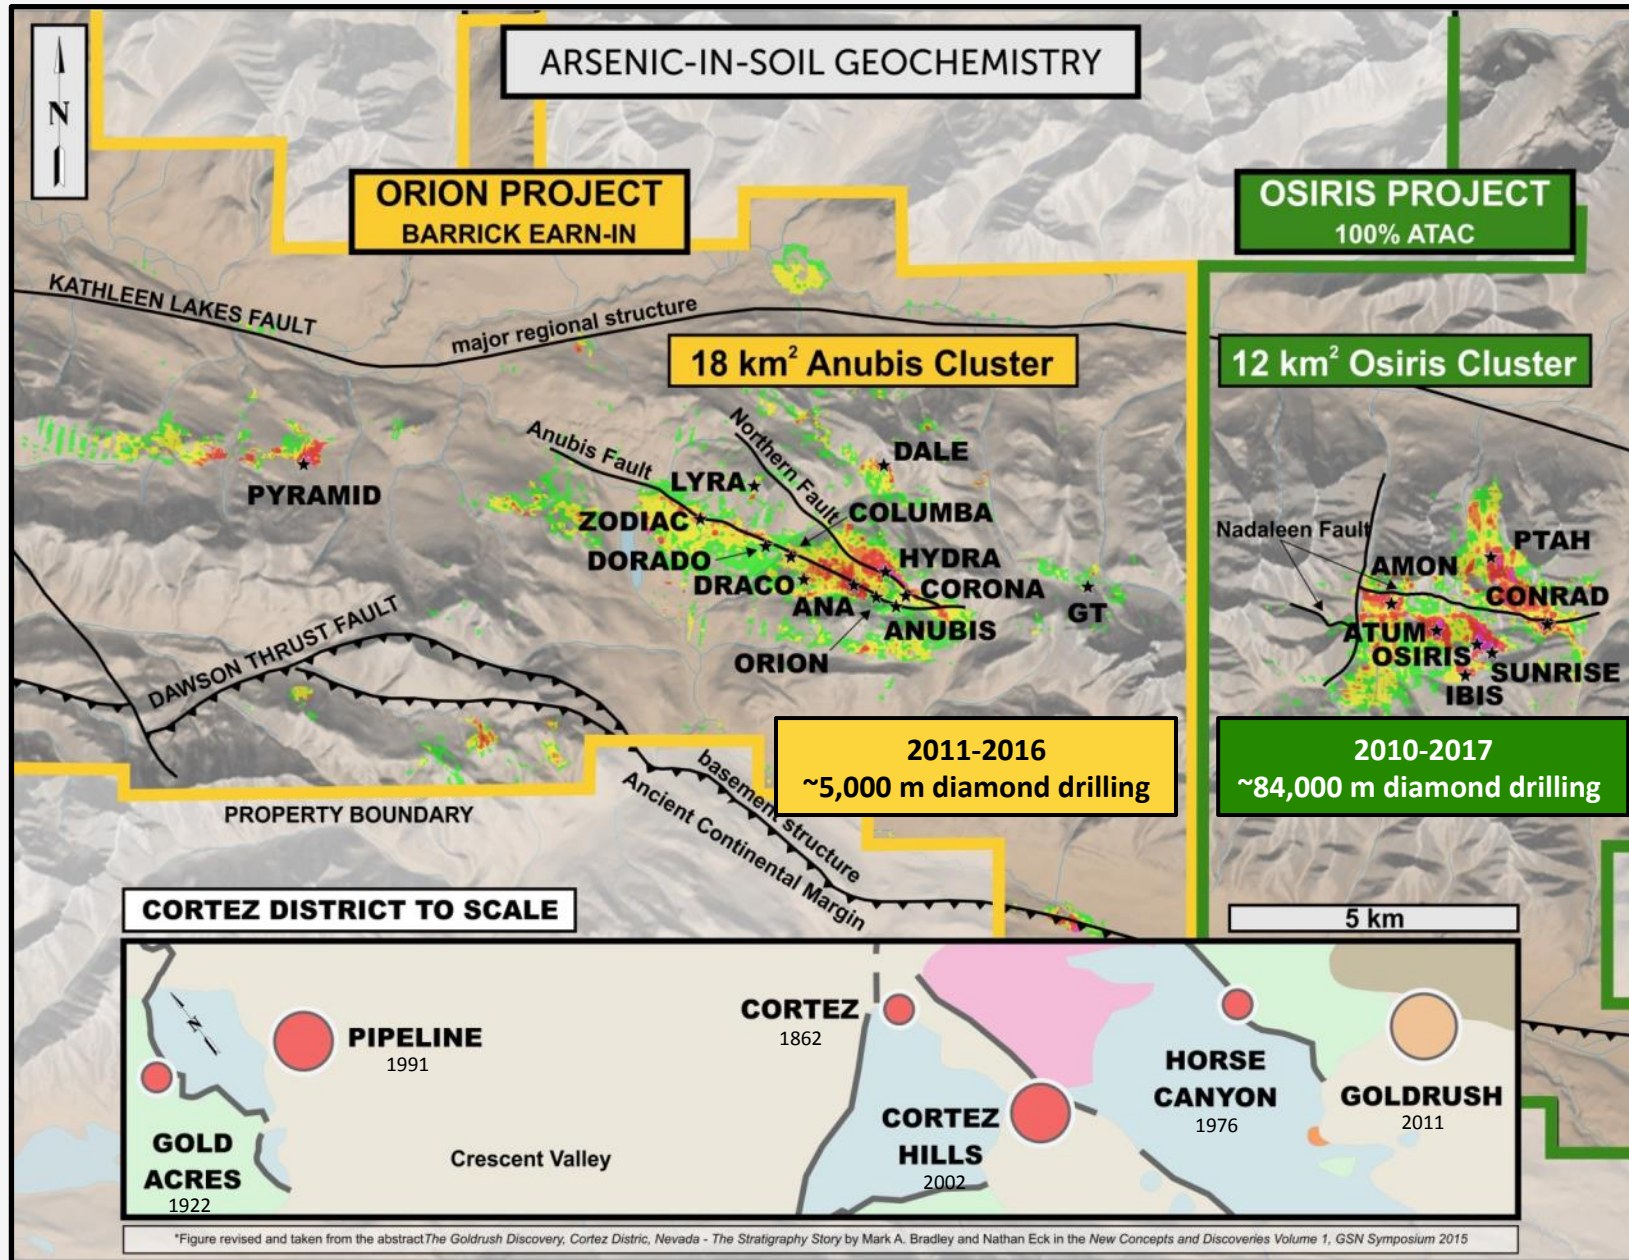 ARSENIC-IN-SOIL GEOCHEMISTRY
N
ORION PROJECT
BARRICK EARN-IN
OSIRIS PROJECT
100% ATAC
KATHLEEN LAKES FAULT
major regional structure
18 km² Anubis Cluster
12 km² Osiris Cluster
Anubis Fault
Northern Fault
DALE
LYRA
PYRAMID
ZODIAC
COLUMBA
DORADO
HYDRA
DRACO
CORONA
ANA
ANUBIS
ORION
GT
Nadaleen Fault
PTAH
AMON
CONRAD
ATUM
OSIRIS
SUNRISE
IBIS
DAWSON THRUST FAULT
2011-2016
~5,000 m diamond drilling
2010-2017
~84,000 m diamond drilling
basement structure
Ancient Continental Margin
PROPERTY BOUNDARY
CORTEZ DISTRICT TO SCALE
5 km
N
PIPELINE
1991
CORTEZ
1862
GOLD
ACRES
1922
Crescent Valley
CORTEZ
HILLS
2002
HORSE
CANYON
1976
GOLDRUSH
2011
*Figure revised and taken from the abstract The Goldrush Discovery, Cortez Distric, Nevada - The Stratigraphy Story by Mark A. Bradley and Nathan Eck in the New Concepts and Discoveries Volume 1, GSN Symposium 2015